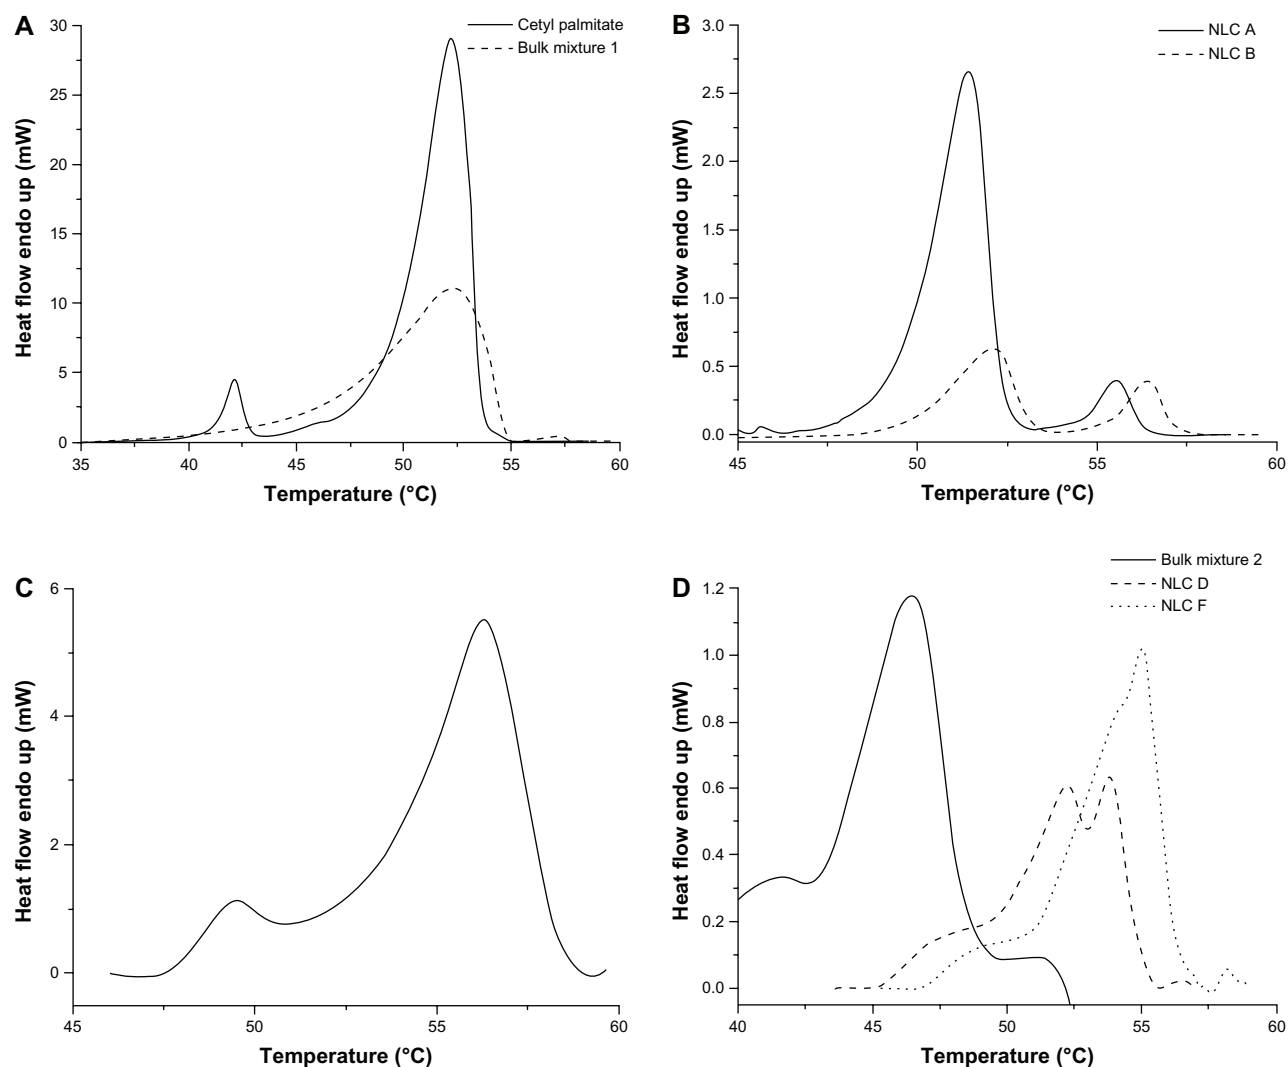 A
Cetyl palmitate
Bulk mixture 1
Heat flow endo up (mW)
30
25
20
15
10
5
0
35 40 45 50 55 60
Temperature (°C)
B
NLC A
NLC B
Heat flow endo up (mW)
3.0
2.5
2.0
1.5
1.0
0.5
0.0
45 50 55 60
Temperature (°C)
C
Heat flow endo up (mW)
6
4
2
0
45 50 55 60
Temperature (°C)
D
Bulk mixture 2
NLC D
NLC F
Heat flow endo up (mW)
1.2
1.0
0.8
0.6
0.4
0.2
0.0
40 45 50 55 60
Temperature (°C)